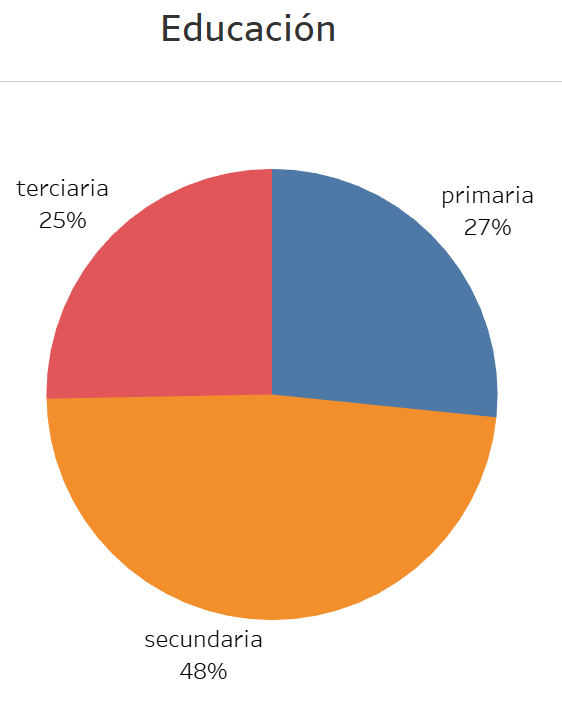 Educación
terciaria
25%
primaria
27%
secundaria
48%